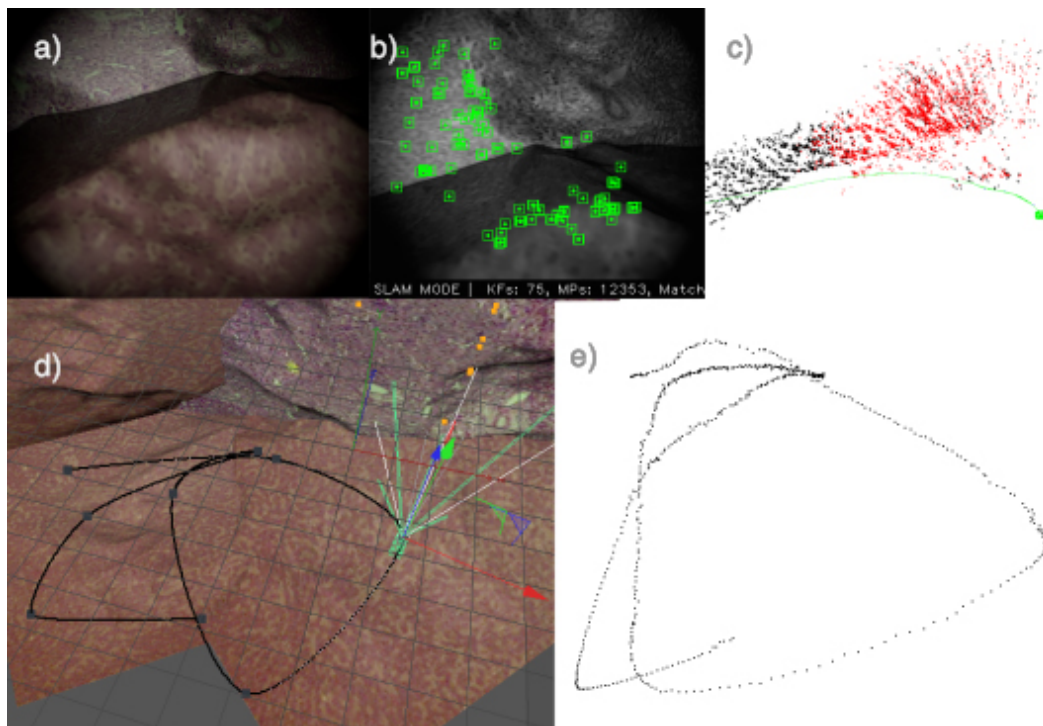 a)
b)
c)
SLAM MODE | KFs: 75, MPs: 12353, Match
d)
e)